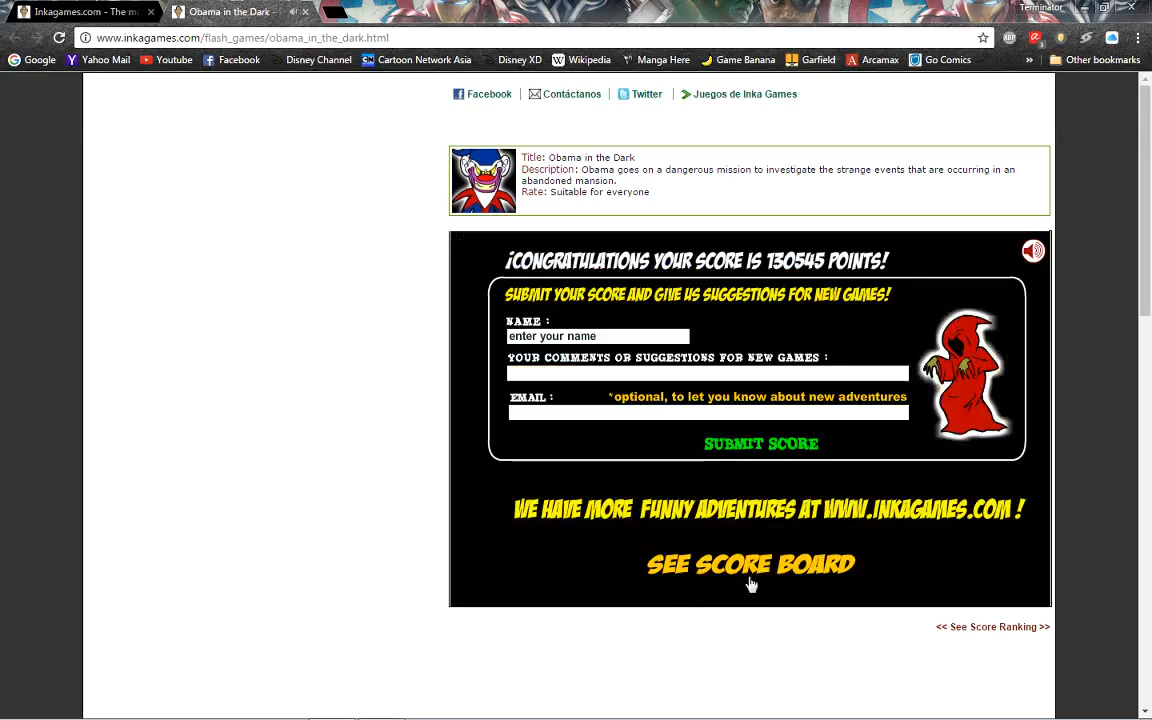 Inkagames.com - The m
Obama in the Dark -
Terminator
www.inkagames.com/flash_games/obama_in_the_dark.html
ABP
3
Google
Yahoo Mail
Youtube
Facebook
Disney Channel
CN
Cartoon Network Asia
Disney XD
Wikipedia
Manga Here
Game Banana
Garfield
Arcamax
Go Comics
»
Other bookmarks
Facebook
Contáctanos
Twitter
Juegos de Inka Games
Title: Obama in the Dark
Description: Obama goes on a dangerous mission to investigate the strange events that are occurring in an
abandoned mansion.
Rate: Suitable for everyone
¡CONGRATULATIONS YOUR SCORE IS 130545 POINTS!
SUBMIT YOUR SCORE AND GIVE US SUGGESTIONS FOR NEW GAMES!
NAME :
enter your name
YOUR COMMENTS OR SUGGESTIONS FOR NEW GAMES :
EMAIL :
*optional, to let you know about new adventures
SUBMIT SCORE
WE HAVE MORE FUNNY ADVENTURES AT WWW.INKAGAMES.COM !
SEE SCORE BOARD
<< See Score Ranking >>